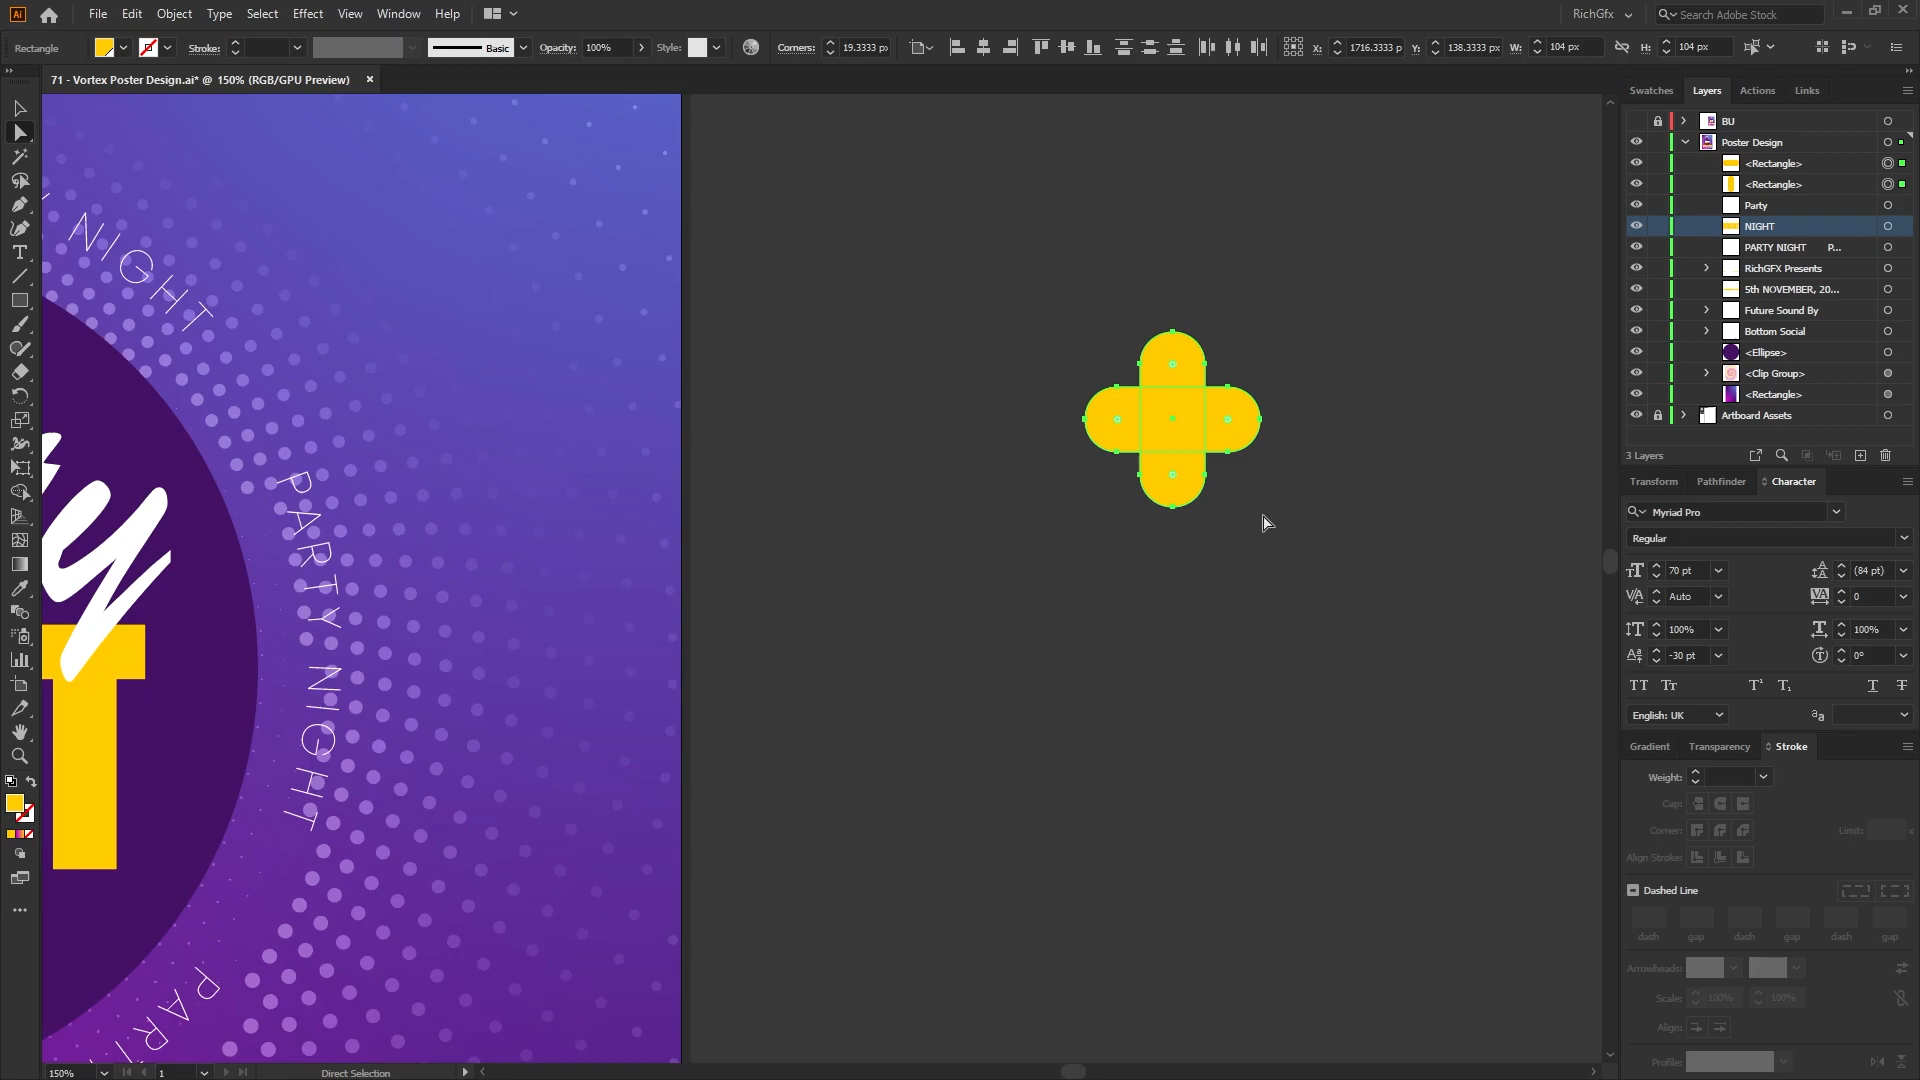 Ai File Edit Object Type Select Effect View Window Help RichGfx Search Adobe Stock
Rectangle Stroke: Basic Opacity: 100% Style: Corners: 19.3333 px X: 1716.3333 p Y: 138.3333 px W: 104 px H: 104 px
71 - Vortex Poster Design.ai* @ 150% (RGB/GPU Preview)
Swatches Layers Actions Links
BU
Poster Design
<Rectangle>
<Rectangle>
Party
NIGHT
PARTY NIGHT P...
RichGFX Presents
5th NOVEMBER, 20...
Future Sound By
Bottom Social
<Ellipse>
<Clip Group>
<Rectangle>
Artboard Assets
3 Layers
Transform Pathfinder Character
Myriad Pro
Regular
70 pt (84 pt)
Auto 0
100% 100%
-30 pt 0°
English: UK
Gradient Transparency Stroke
Weight:
Cap:
Corner: Limit: x
Align Stroke:
Dashed Line
dash gap dash gap dash gap
Arrowheads:
Scale: 100% 100%
Align:
Profile:
NIGHT
PARTY NIGHT
PAR
y
T
150% 1 Direct Selection